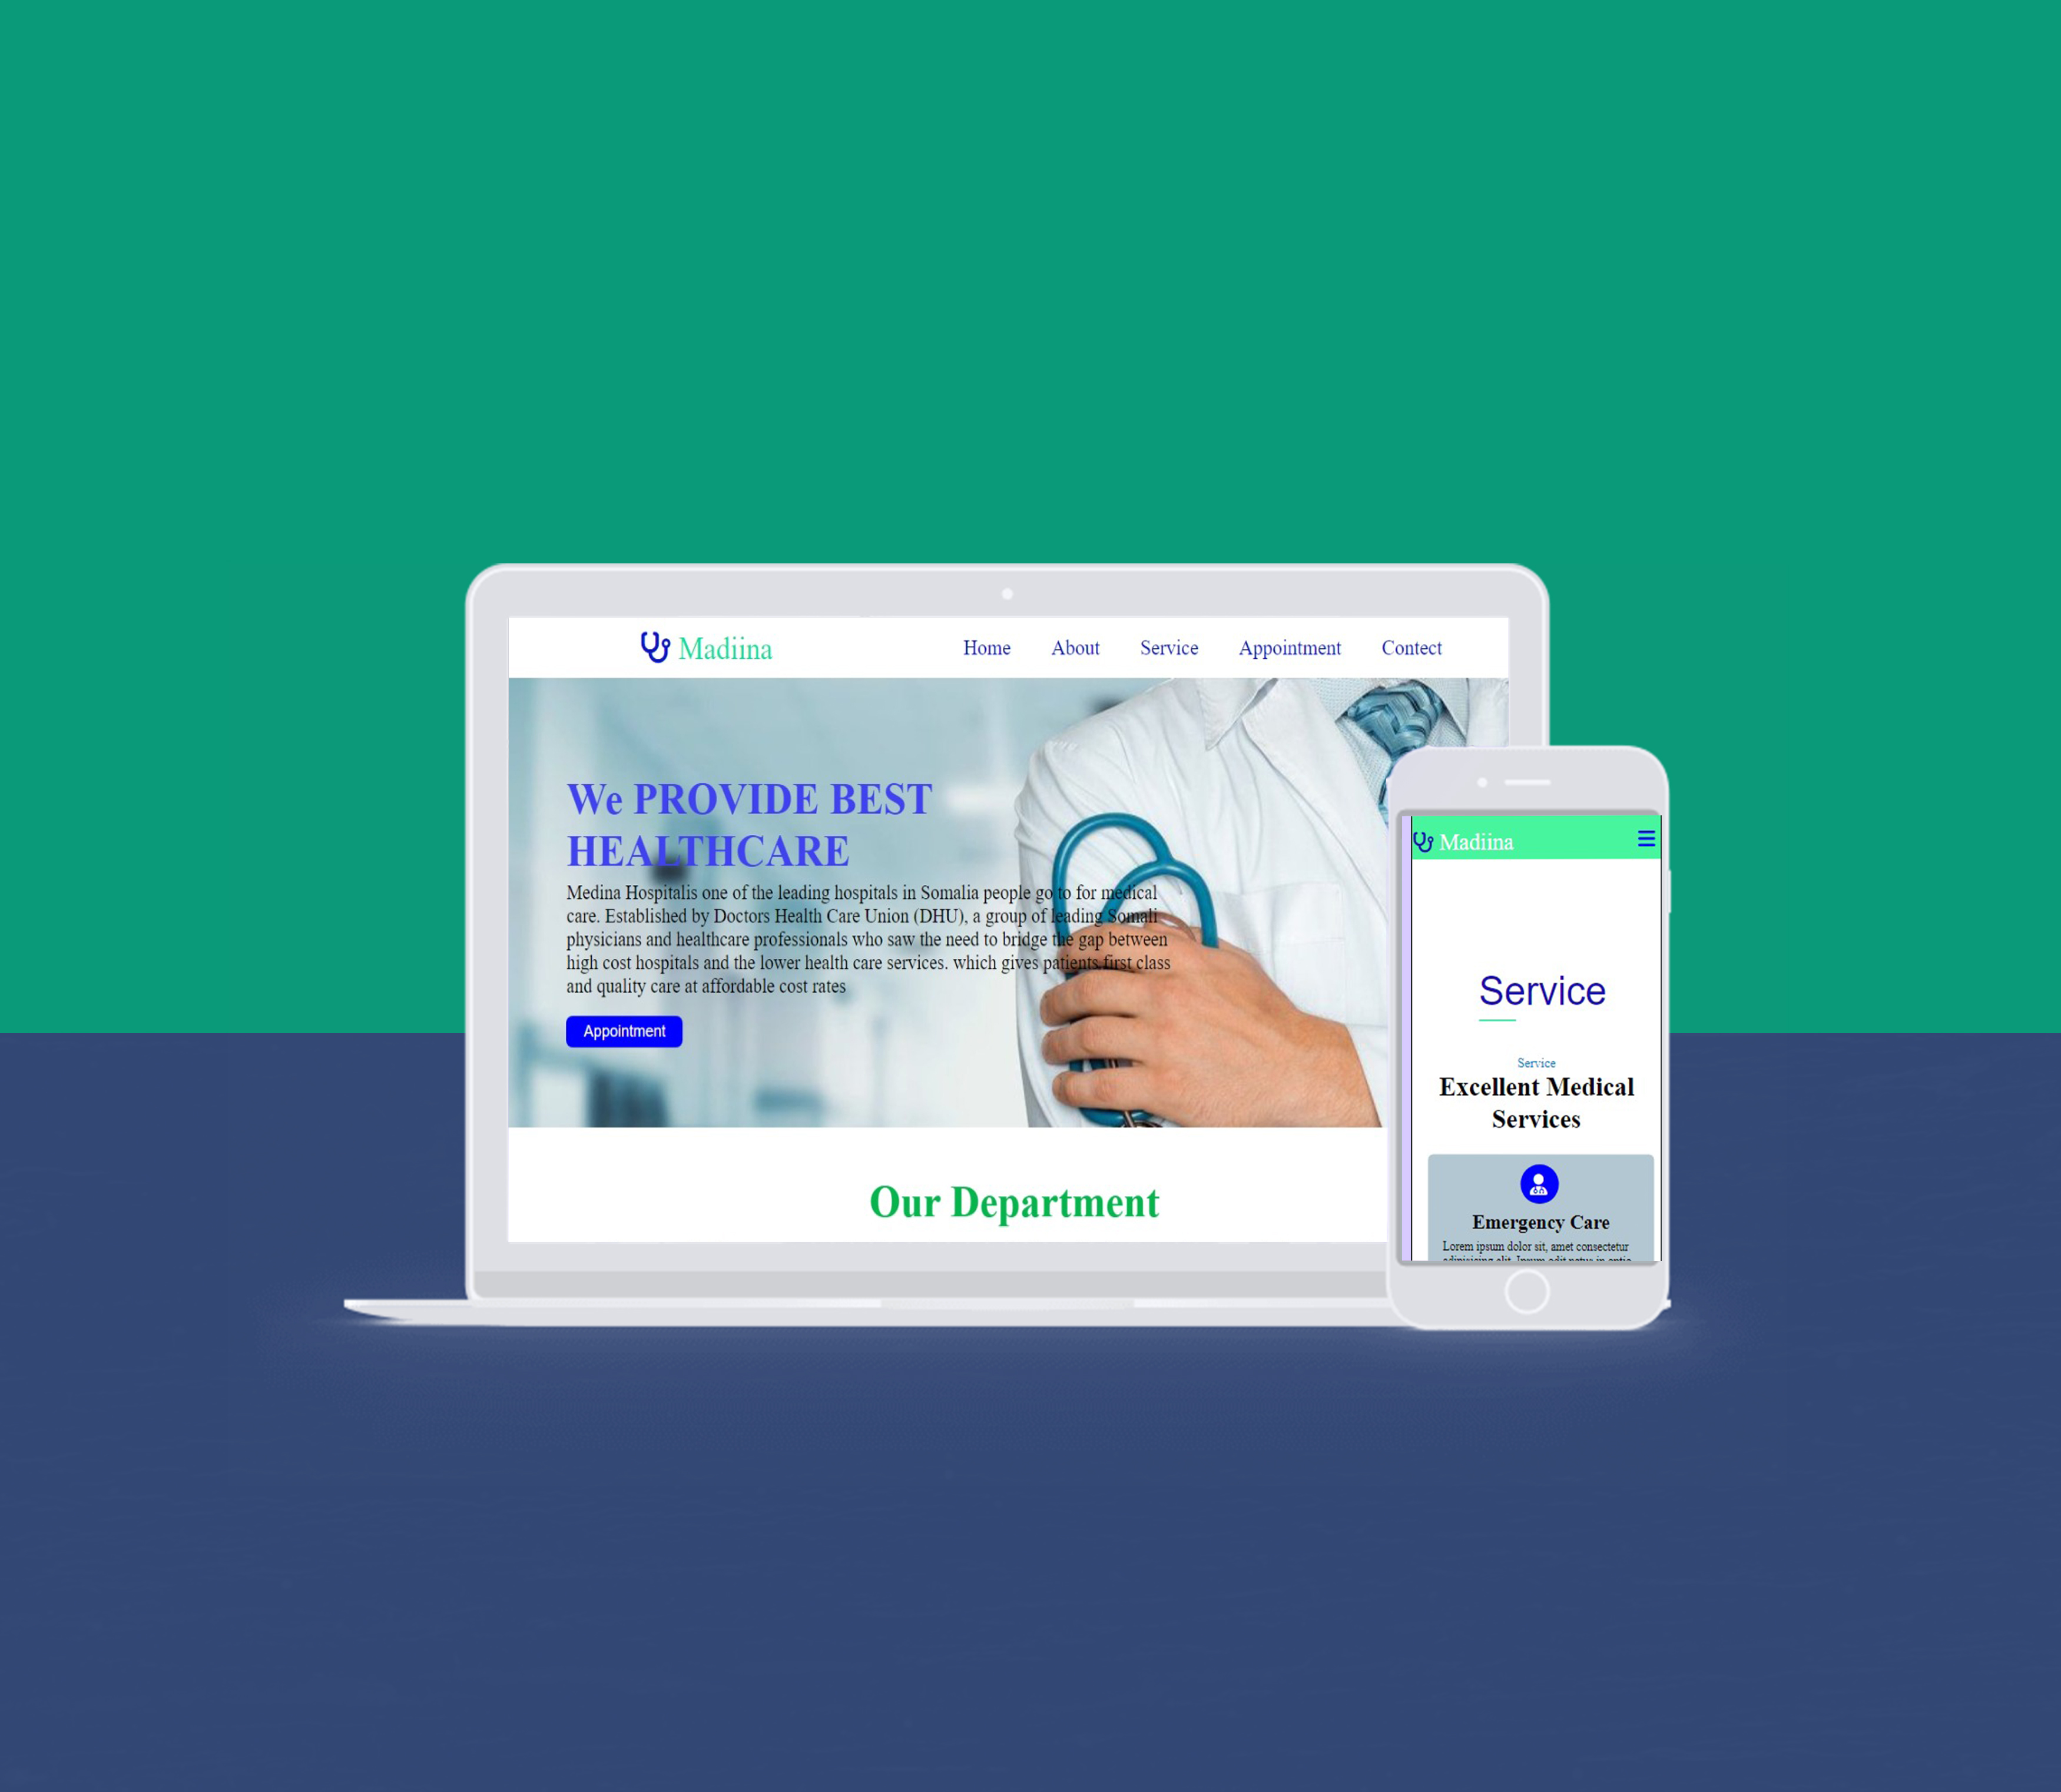 Madiina
Home About Service Appointment Contect
We PROVIDE BEST
HEALTHCARE
Medina Hospitalis one of the leading hospitals in Somalia people go to for medical
care. Established by Doctors Health Care Union (DHU), a group of leading Somali
physicians and healthcare professionals who saw the need to bridge the gap between
high cost hospitals and the lower health care services. which gives patients first class
and quality care at affordable cost rates
Appointment
Our Department
Madiina
Service
Service
Excellent Medical
Services
Emergency Care
Lorem ipsum dolor sit, amet consectetur